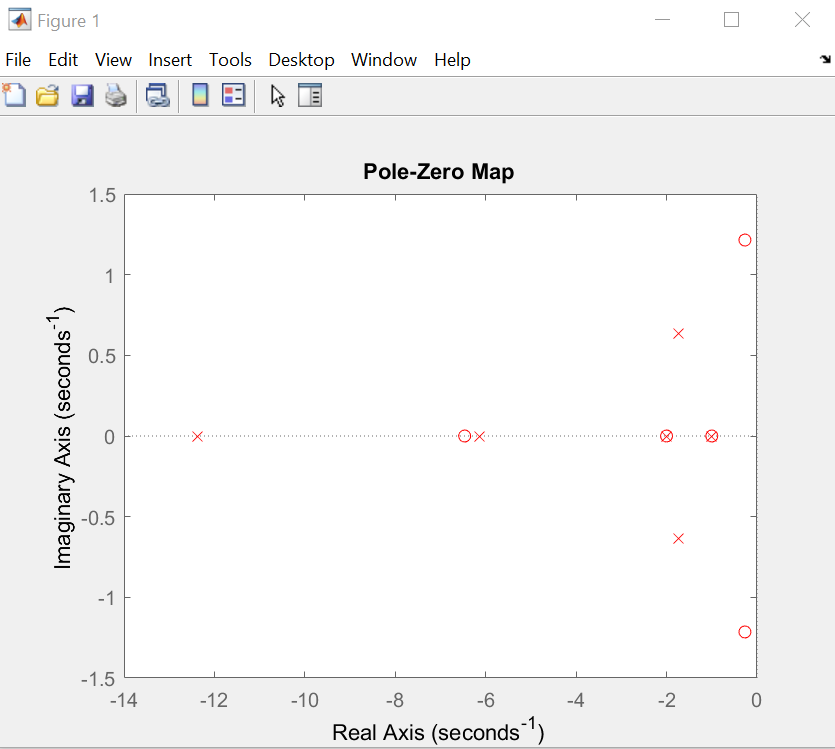 Figure 1
File Edit View Insert Tools Desktop Window Help
Pole-Zero Map
1.5
1
0.5
0
-0.5
-1
-1.5
Imaginary Axis (seconds⁻¹)
-14 -12 -10 -8 -6 -4 -2 0
Real Axis (seconds⁻¹)